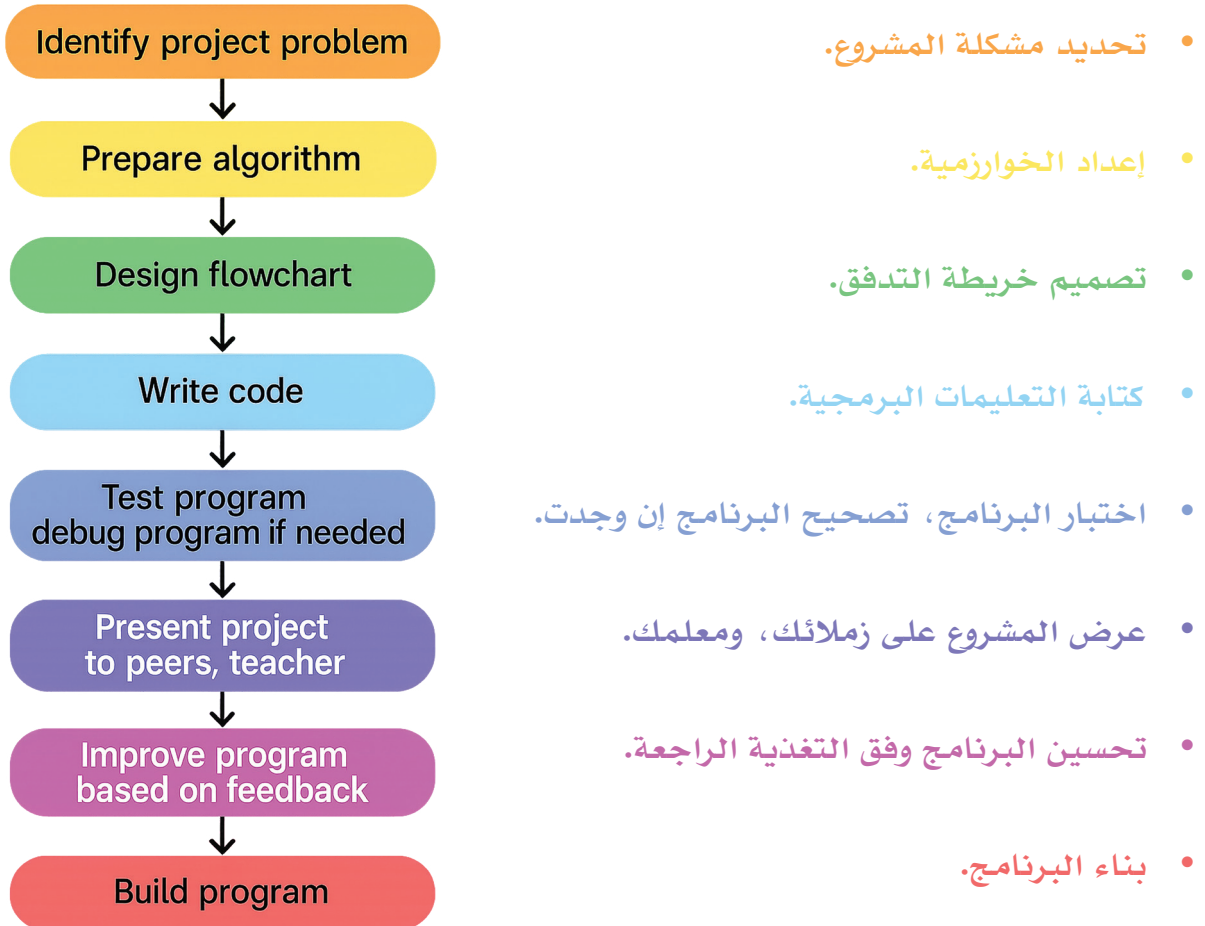 Identify project problem
تحديد مشكلة المشروع.
Prepare algorithm
إعداد الخوارزمية.
Design flowchart
تصميم خريطة التدفق.
Write code
كتابة التعليمات البرمجية.
Test program
debug program if needed
اختبار البرنامج، تصحيح البرنامج إن وجدت.
Present project
to peers, teacher
عرض المشروع على زملائك، ومعلمك.
Improve program
based on feedback
تحسين البرنامج وفق التغذية الراجعة.
Build program
بناء البرنامج.